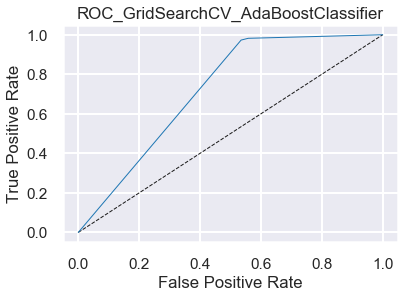 ROC_GridSearchCV_AdaBoostClassifier
1.0
0.8
0.6
0.4
0.2
0.0
True Positive Rate
0.0 0.2 0.4 0.6 0.8 1.0
False Positive Rate